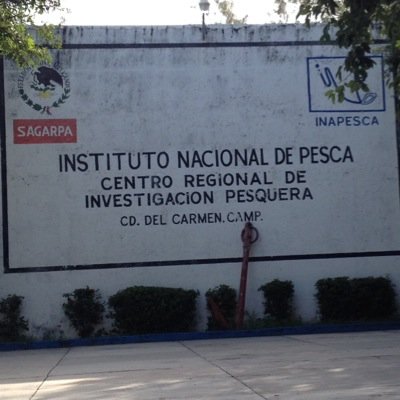 SAGARPA
INAPESCA
INSTITUTO NACIONAL DE PESCA
CENTRO REGIONAL DE
INVESTIGACION PESQUERA
CD. DEL CARMEN. CAMP.